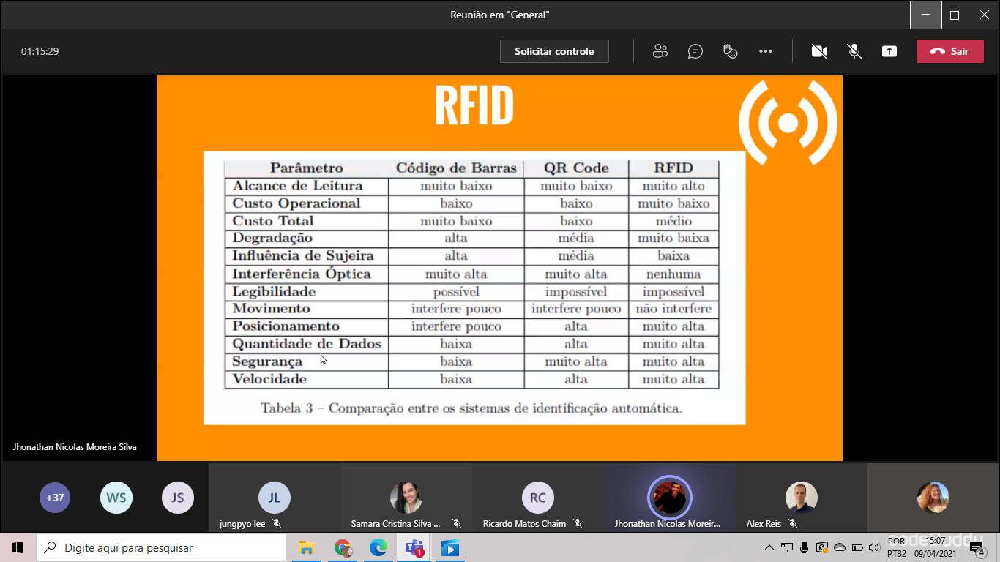 Reunião em "General"
01:15:29
Solicitar controle
Sair
RFID
Parâmetro Código de Barras QR Code RFID
Alcance de Leitura muito baixo muito baixo muito alto
Custo Operacional baixo baixo muito baixo
Custo Total muito baixo baixo médio
Degradação alta média muito baixa
Influência de Sujeira alta média baixa
Interferência Óptica muito alta muito alta nenhuma
Legibilidade possível impossível impossível
Movimento interfere pouco interfere pouco não interfere
Posicionamento interfere pouco alta muito alta
Quantidade de Dados baixa alta muito alta
Segurança baixa muito alta muito alta
Velocidade baixa alta muito alta
Tabela 3 – Comparação entre os sistemas de identificação automática.
Jhonathan Nicolas Moreira Silva
+37 WS JS JL RC
jungpyo lee Samara Cristina Silva ... Ricardo Matos Chaim Jhonathan Nicolas Moreir... Alex Reis
Digite aqui para pesquisar
1
POR 15:07
PTB2 09/04/2021 4